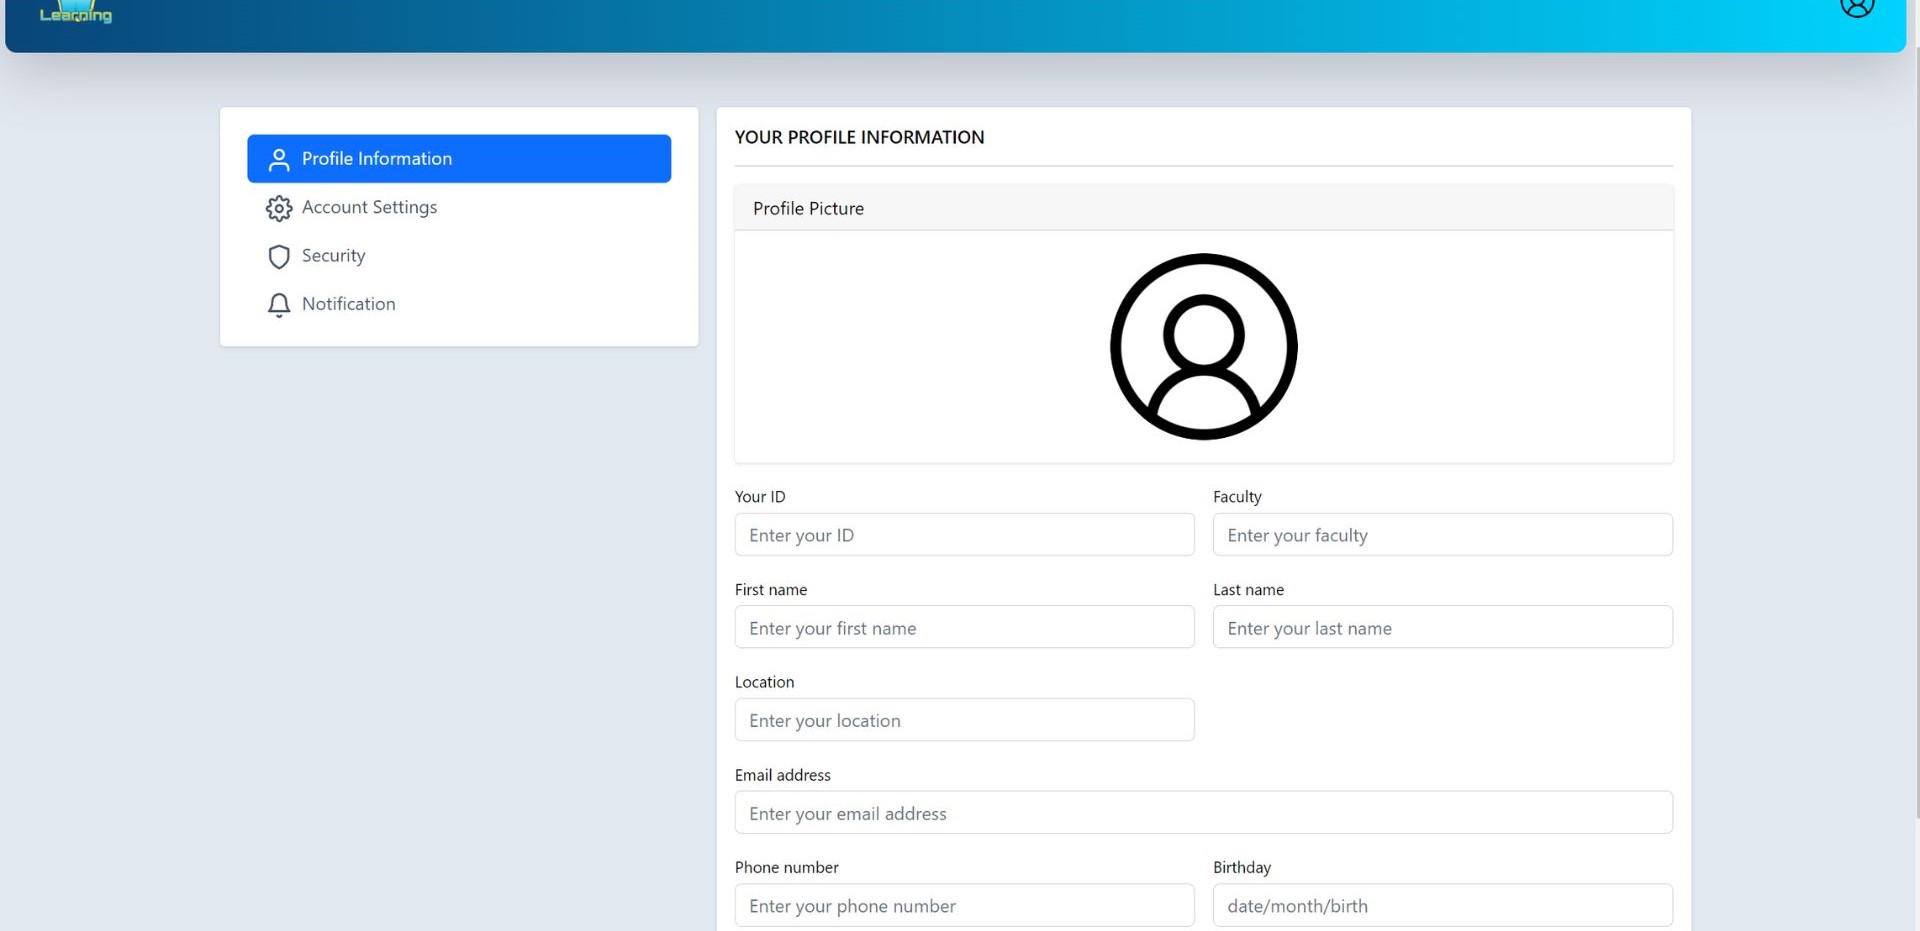 Learning
Profile Information
Account Settings
Security
Notification
YOUR PROFILE INFORMATION
Profile Picture
Your ID
Faculty
Enter your ID
Enter your faculty
First name
Last name
Enter your first name
Enter your last name
Location
Enter your location
Email address
Enter your email address
Phone number
Birthday
Enter your phone number
date/month/birth